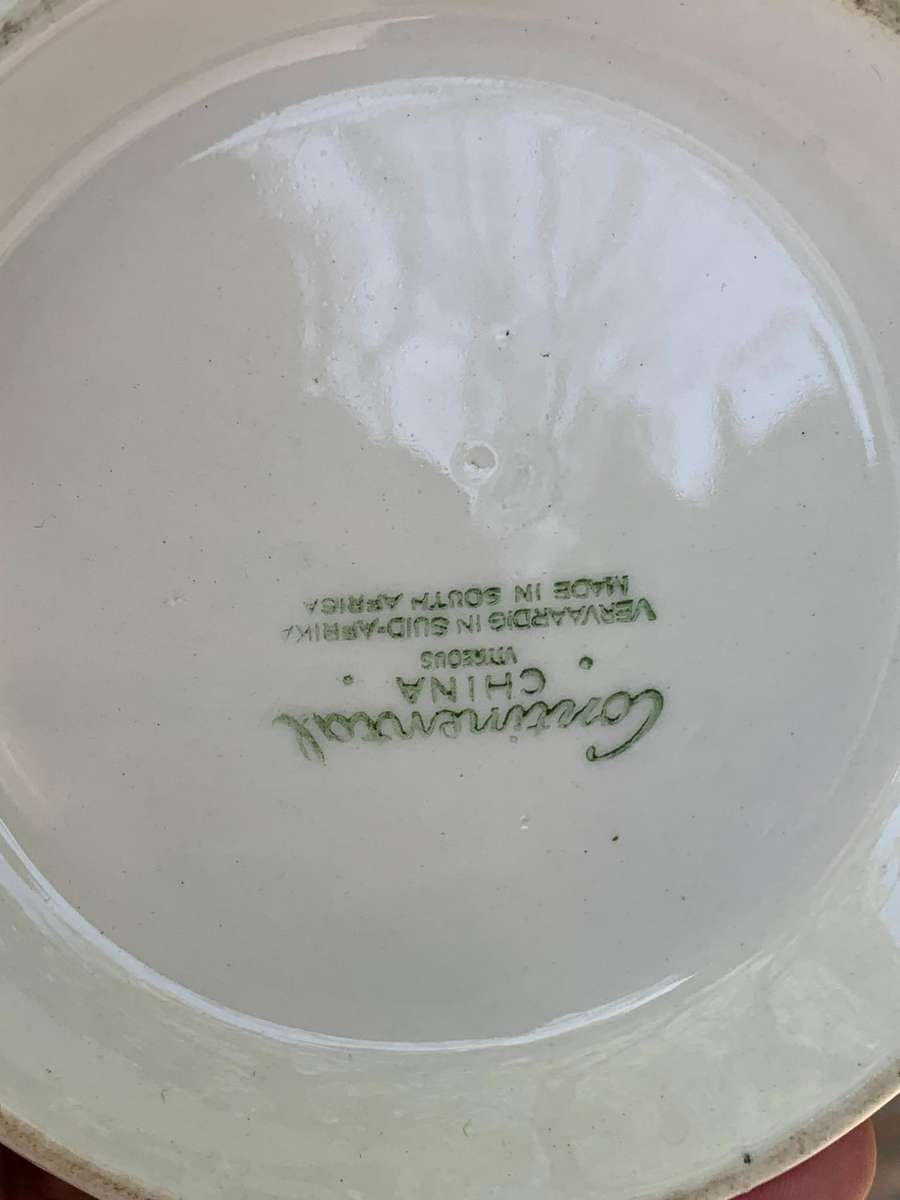 Continental
CHINA
VITREOUS
VERVAARDIG IN SUID-AFRIKA
MADE IN SOUTH AFRICA